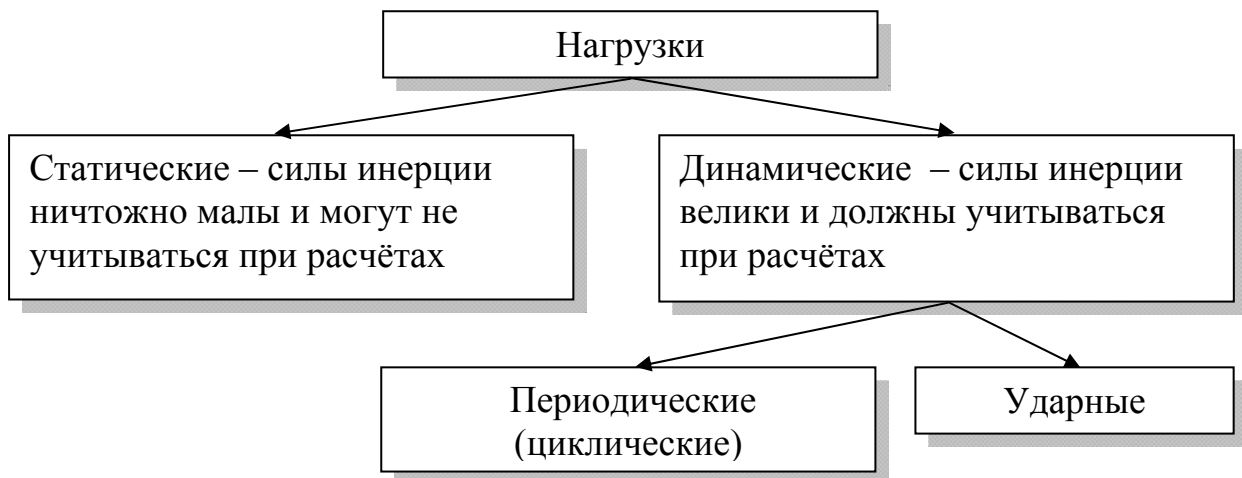 Нагрузки
Статические – силы инерции
ничтожно малы и могут не
учитываться при расчётах
Динамические – силы инерции
велики и должны учитываться
при расчётах
Периодические
(циклические)
Ударные